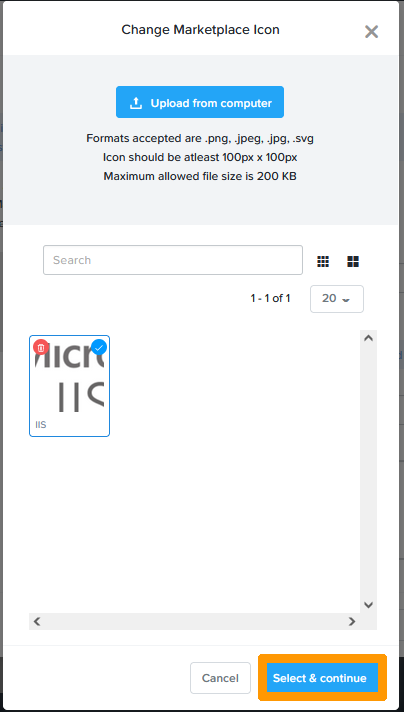 Change Marketplace Icon
Upload from computer
Formats accepted are .png, .jpeg, .jpg, .svg
Icon should be atleast 100px x 100px
Maximum allowed file size is 200 KB
Search
1 - 1 of 1
20
IIS
IIS
Cancel
Select & continue